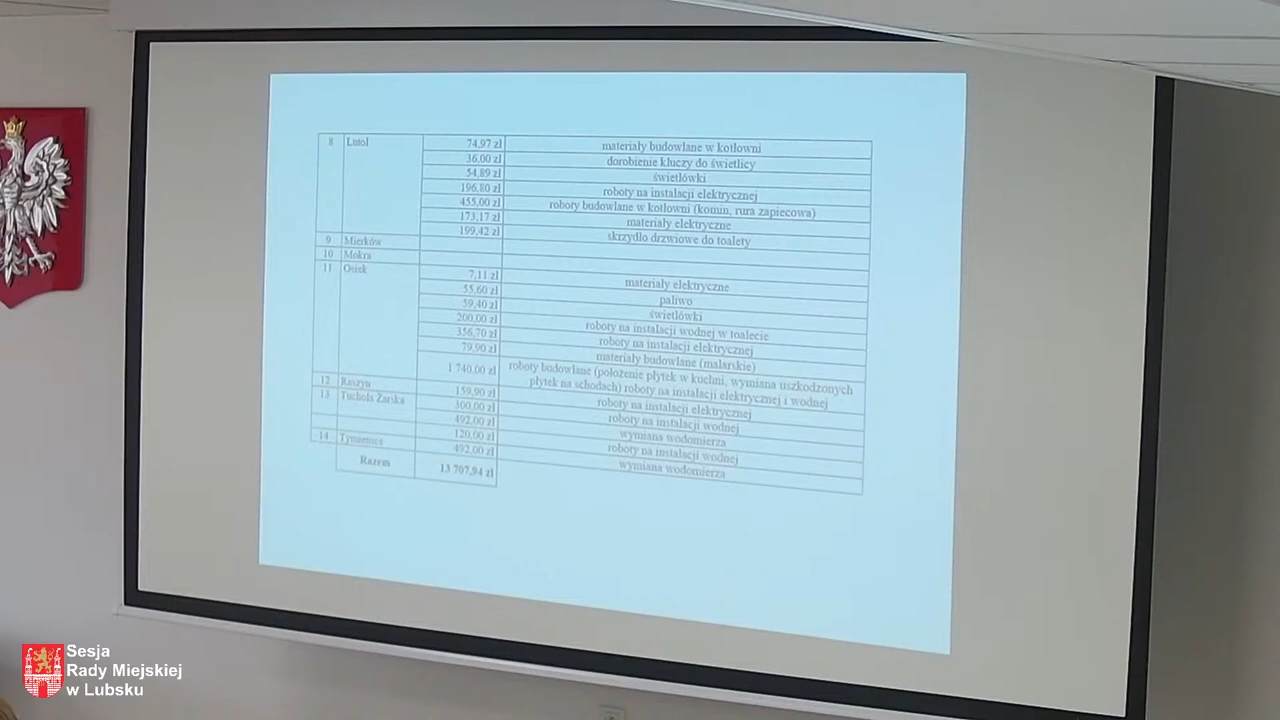 8 Lutol 74,97 zł materiały budowlane w kotłowni
36,00 zł dorobienie kluczy do świetlicy
54,89 zł świetlówki
196,80 zł roboty na instalacji elektrycznej
455,00 zł roboty budowlane w kotłowni (komin, rura zapiecowa)
173,17 zł materiały elektryczne
199,42 zł skrzydło drzwiowe do toalety
9 Mierków
10 Mokra
11 Osiek 7,11 zł materiały elektryczne
55,60 zł paliwo
59,40 zł świetlówki
200,00 zł roboty na instalacji wodnej w toalecie
356,70 zł roboty na instalacji elektrycznej
79,90 zł materiały budowlane (malarskie)
1 740,00 zł roboty budowlane (położenie płytek w kuchni, wymiana uszkodzonych
płytek na schodach) roboty na instalacji elektrycznej i wodnej
12 Raszyn 159,90 zł roboty na instalacji elektrycznej
13 Tuchola Żarska 300,00 zł roboty na instalacji wodnej
492,00 zł wymiana wodomierza
120,00 zł roboty na instalacji wodnej
14 Tymienice 492,00 zł wymiana wodomierza
Razem 13 707,94 zł
Sesja
Rady Miejskiej
w Lubsku